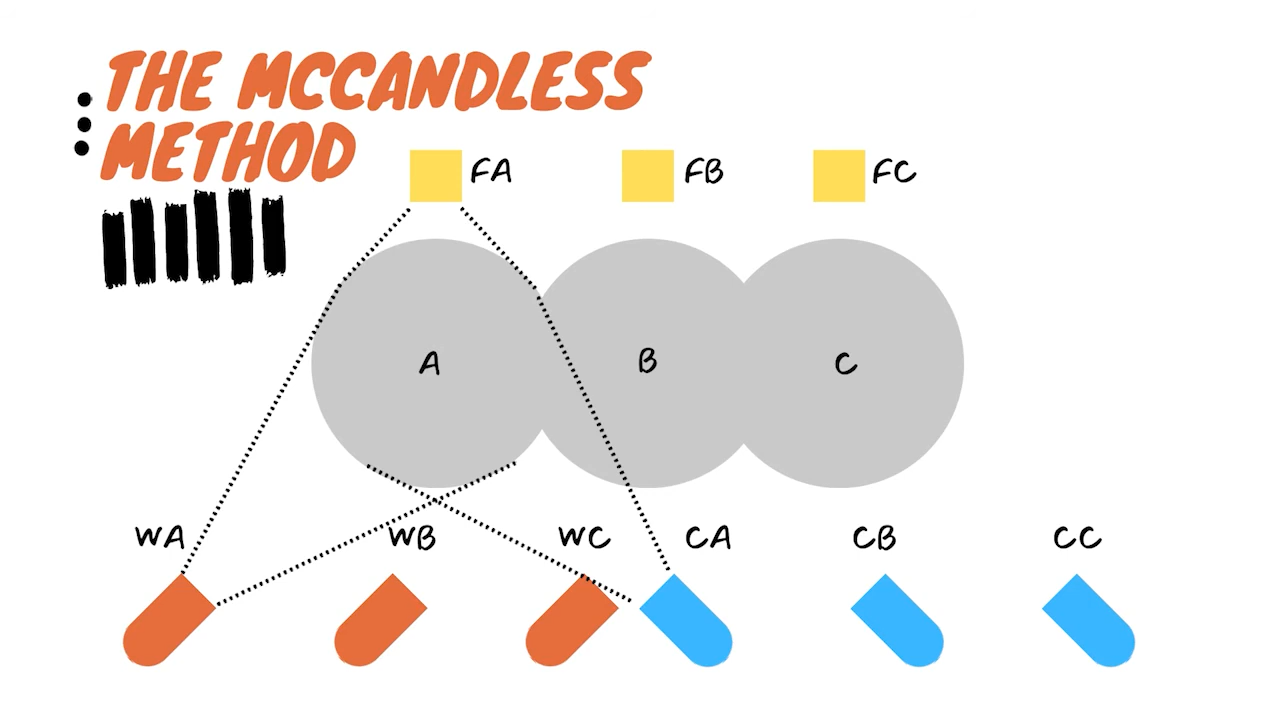 THE MCCANDLESS
METHOD
FA FB FC
A B C
WA WB WC CA CB CC